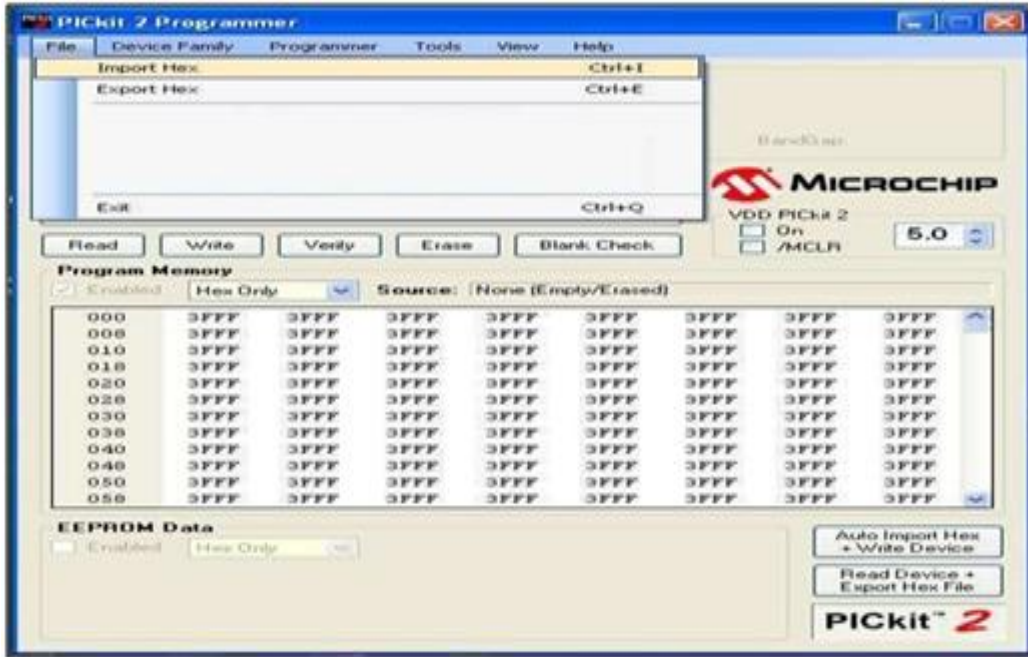 PICkit 2 Programmer
File Device Family Programmer Tools View Help
Import Hex Ctrl+I
Export Hex Ctrl+E
Exit Ctrl+Q
BandGap:
MICROCHIP
VDD PICkit 2
On
/MCLR
5.0
Read Write Verify Erase Blank Check
Program Memory
Enabled Hex Only Source: None (Empty/Erased)
000 3FFF 3FFF 3FFF 3FFF 3FFF 3FFF 3FFF 3FFF
008 3FFF 3FFF 3FFF 3FFF 3FFF 3FFF 3FFF 3FFF
010 3FFF 3FFF 3FFF 3FFF 3FFF 3FFF 3FFF 3FFF
018 3FFF 3FFF 3FFF 3FFF 3FFF 3FFF 3FFF 3FFF
020 3FFF 3FFF 3FFF 3FFF 3FFF 3FFF 3FFF 3FFF
028 3FFF 3FFF 3FFF 3FFF 3FFF 3FFF 3FFF 3FFF
030 3FFF 3FFF 3FFF 3FFF 3FFF 3FFF 3FFF 3FFF
038 3FFF 3FFF 3FFF 3FFF 3FFF 3FFF 3FFF 3FFF
040 3FFF 3FFF 3FFF 3FFF 3FFF 3FFF 3FFF 3FFF
048 3FFF 3FFF 3FFF 3FFF 3FFF 3FFF 3FFF 3FFF
050 3FFF 3FFF 3FFF 3FFF 3FFF 3FFF 3FFF 3FFF
058 3FFF 3FFF 3FFF 3FFF 3FFF 3FFF 3FFF 3FFF
EEPROM Data
Enabled Hex Only
Auto Import Hex
+ Write Device
Read Device +
Export Hex File
PICkit™ 2